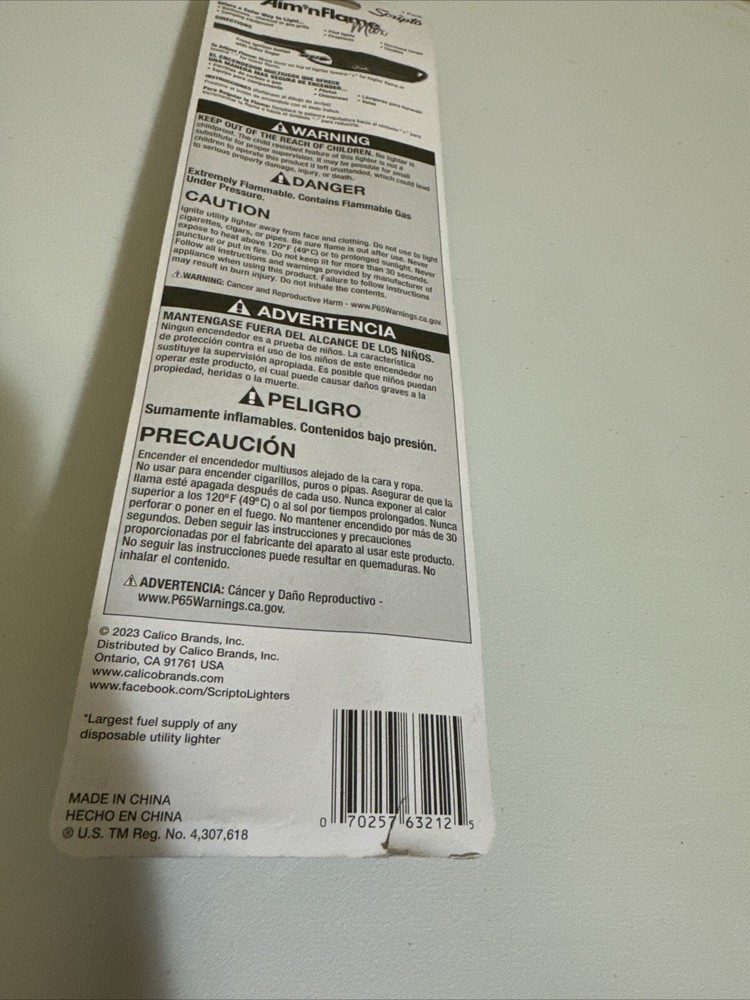 Aim'nFlame Max
Scripto
DIRECTIONS
EL ENCENDEDOR MULTIUSOS QUE OFRECE
UNA MANERA MAS SEGURA DE ENCENDER...
WARNING
KEEP OUT OF THE REACH OF CHILDREN. No lighter is
childproof. The child resistant feature of this lighter is not a
substitute for proper supervision. It may be possible for small
children to operate this product if left unattended, which could lead
to serious property damage, injury, or death.
DANGER
Extremely Flammable. Contains Flammable Gas
Under Pressure.
CAUTION
Ignite utility lighter away from face and clothing. Do not use to light
cigarettes, cigars, or pipes. Be sure flame is out after use. Never
expose to heat above 120°F (49°C) or to prolonged sunlight. Never
puncture or put in fire. Do not keep lit for more than 30 seconds.
Follow all instructions and warnings provided by manufacturer of
appliance when using this product. Failure to follow instructions
may result in burn injury. Do not inhale the contents.
WARNING: Cancer and Reproductive Harm - www.P65Warnings.ca.gov.
ADVERTENCIA
MANTENGASE FUERA DEL ALCANCE DE LOS NIÑOS.
Ningun encendedor es a prueba de niños. La característica
de protección contra el uso de los niños de este encendedor no
sustituye la supervisión apropiada. Es posible que niños puedan
operar este producto, el cual puede causar daños graves a la
propiedad, heridas o la muerte.
PELIGRO
Sumamente inflamables. Contenidos bajo presión.
PRECAUCIÓN
Encender el encendedor multiusos alejado de la cara y ropa.
No usar para encender cigarillos, puros o pipas. Asegurar de que la
llama esté apagada después de cada uso. Nunca exponer al calor
superior a los 120°F (49°C) o al sol por tiempos prolongados. Nunca
perforar o poner en el fuego. No mantener encendido por más de 30
segundos. Deben seguir las instrucciones y precauciones
proporcionadas por el fabricante del aparato al usar este producto.
No seguir las instrucciones puede resultar en quemaduras. No
inhalar el contenido.
ADVERTENCIA: Cáncer y Daño Reproductivo -
www.P65Warnings.ca.gov.
© 2023 Calico Brands, Inc.
Distributed by Calico Brands, Inc.
Ontario, CA 91761 USA
www.calicobrands.com
www.facebook.com/ScriptoLighters
*Largest fuel supply of any
disposable utility lighter
MADE IN CHINA
HECHO EN CHINA
® U.S. TM Reg. No. 4,307,618
0 70257 63212 5